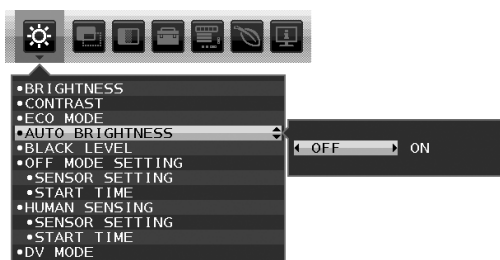 •BRIGHTNESS
•CONTRAST
•ECO MODE
•AUTO BRIGHTNESS
OFF ON
•BLACK LEVEL
•OFF MODE SETTING
•SENSOR SETTING
•START TIME
•HUMAN SENSING
•SENSOR SETTING
•START TIME
•DV MODE